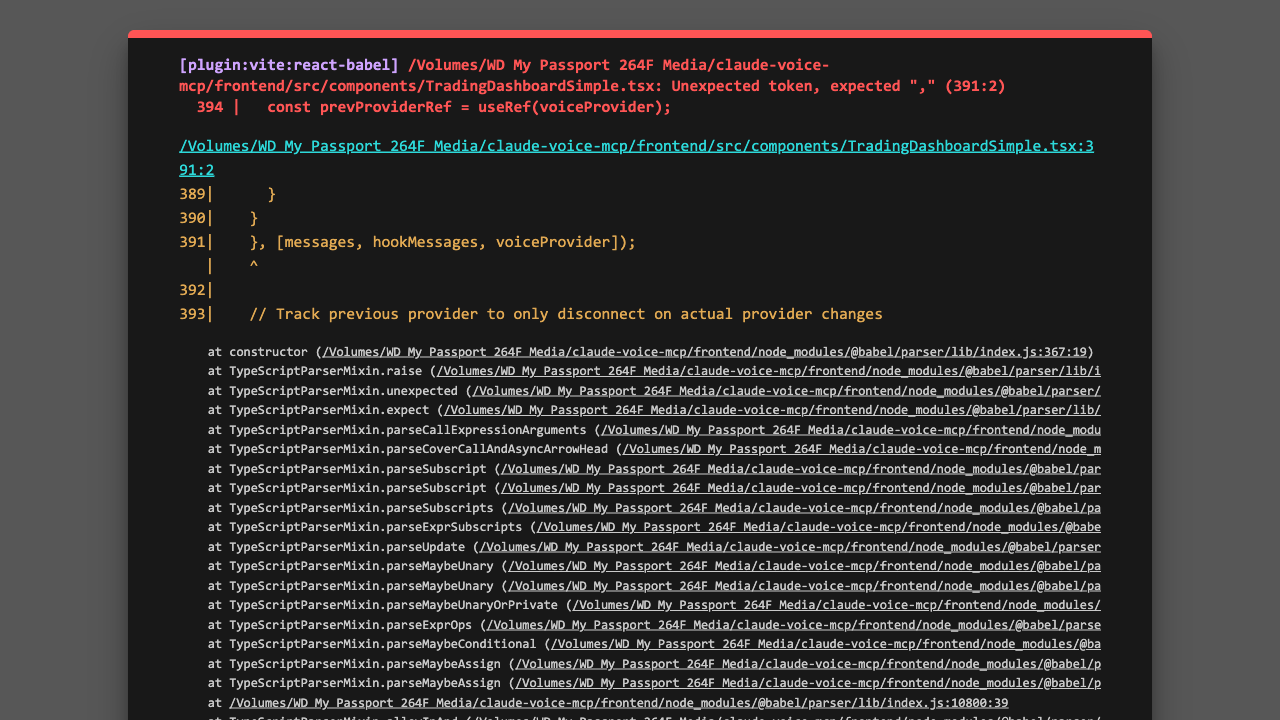 [plugin:vite:react-babel] /Volumes/WD My Passport 264F Media/claude-voice-
mcp/frontend/src/components/TradingDashboardSimple.tsx: Unexpected token, expected "," (391:2)
  394 |   const prevProviderRef = useRef(voiceProvider);
/Volumes/WD My Passport 264F Media/claude-voice-mcp/frontend/src/components/TradingDashboardSimple.tsx:3
91:2
389|      }
390|    }
391|    }, [messages, hookMessages, voiceProvider]);
   |    ^
392|
393|    // Track previous provider to only disconnect on actual provider changes
at constructor (/Volumes/WD My Passport 264F Media/claude-voice-mcp/frontend/node_modules/@babel/parser/lib/index.js:367:19)
at TypeScriptParserMixin.raise (/Volumes/WD My Passport 264F Media/claude-voice-mcp/frontend/node_modules/@babel/parser/lib/i
at TypeScriptParserMixin.unexpected (/Volumes/WD My Passport 264F Media/claude-voice-mcp/frontend/node_modules/@babel/parser/
at TypeScriptParserMixin.expect (/Volumes/WD My Passport 264F Media/claude-voice-mcp/frontend/node_modules/@babel/parser/lib/
at TypeScriptParserMixin.parseCallExpressionArguments (/Volumes/WD My Passport 264F Media/claude-voice-mcp/frontend/node_modu
at TypeScriptParserMixin.parseCoverCallAndAsyncArrowHead (/Volumes/WD My Passport 264F Media/claude-voice-mcp/frontend/node_m
at TypeScriptParserMixin.parseSubscript (/Volumes/WD My Passport 264F Media/claude-voice-mcp/frontend/node_modules/@babel/par
at TypeScriptParserMixin.parseSubscript (/Volumes/WD My Passport 264F Media/claude-voice-mcp/frontend/node_modules/@babel/par
at TypeScriptParserMixin.parseSubscripts (/Volumes/WD My Passport 264F Media/claude-voice-mcp/frontend/node_modules/@babel/pa
at TypeScriptParserMixin.parseExprSubscripts (/Volumes/WD My Passport 264F Media/claude-voice-mcp/frontend/node_modules/@babe
at TypeScriptParserMixin.parseUpdate (/Volumes/WD My Passport 264F Media/claude-voice-mcp/frontend/node_modules/@babel/parser
at TypeScriptParserMixin.parseMaybeUnary (/Volumes/WD My Passport 264F Media/claude-voice-mcp/frontend/node_modules/@babel/pa
at TypeScriptParserMixin.parseMaybeUnary (/Volumes/WD My Passport 264F Media/claude-voice-mcp/frontend/node_modules/@babel/pa
at TypeScriptParserMixin.parseMaybeUnaryOrPrivate (/Volumes/WD My Passport 264F Media/claude-voice-mcp/frontend/node_modules/
at TypeScriptParserMixin.parseExprOps (/Volumes/WD My Passport 264F Media/claude-voice-mcp/frontend/node_modules/@babel/parse
at TypeScriptParserMixin.parseMaybeConditional (/Volumes/WD My Passport 264F Media/claude-voice-mcp/frontend/node_modules/@ba
at TypeScriptParserMixin.parseMaybeAssign (/Volumes/WD My Passport 264F Media/claude-voice-mcp/frontend/node_modules/@babel/p
at TypeScriptParserMixin.parseMaybeAssign (/Volumes/WD My Passport 264F Media/claude-voice-mcp/frontend/node_modules/@babel/p
at /Volumes/WD My Passport 264F Media/claude-voice-mcp/frontend/node_modules/@babel/parser/lib/index.js:10800:39